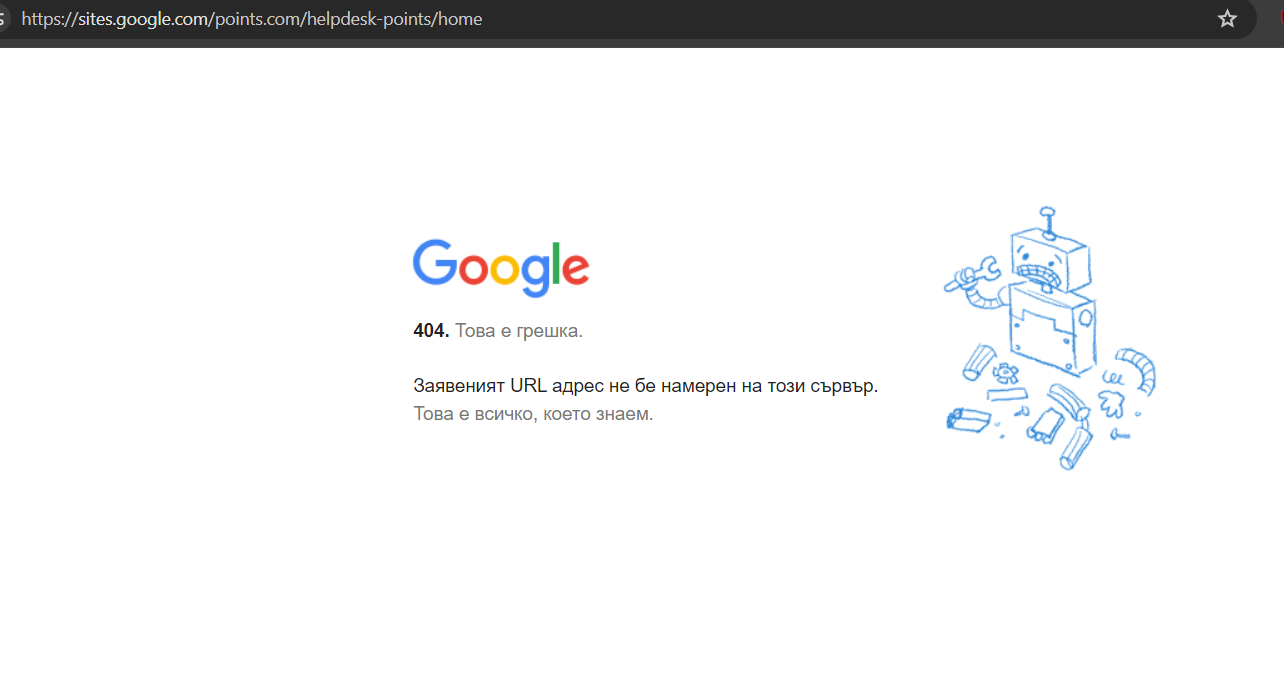 https://sites.google.com/points.com/helpdesk-points/home
Google
404. Това е грешка.
Заявеният URL адрес не бе намерен на този сървър.
Това е всичко, което знаем.